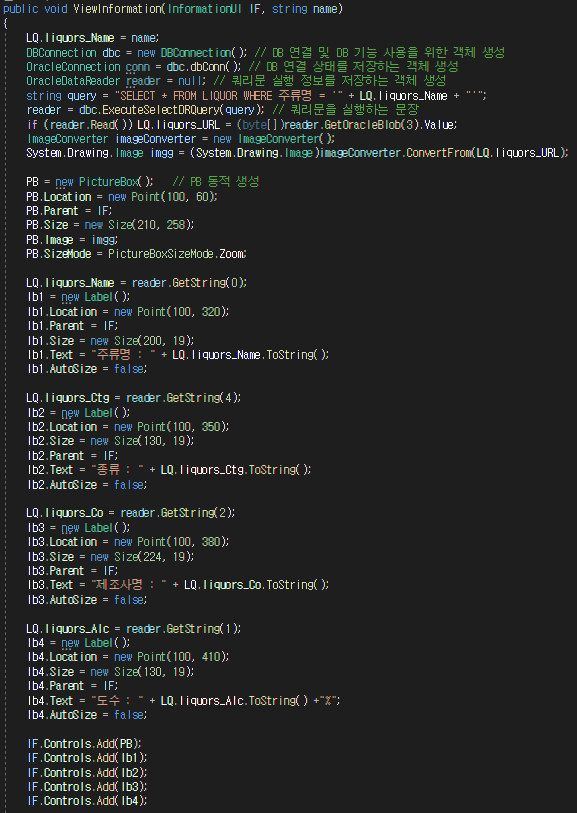 public void ViewInformation(InformationUI IF, string name)
{
LQ.liquors_Name = name;
DBConnection dbc = new DBConnection(); // DB 연결 및 DB 기능 사용을 위한 객체 생성
OracleConnection conn = dbc.dbConn(); // DB 연결 상태를 저장하는 객체 생성
OracleDataReader reader = null; // 쿼리문 실행 정보를 저장하는 객체 생성
string query = "SELECT * FROM LIQUOR WHERE 주류명 = '" + LQ.liquors_Name + "'";
reader = dbc.ExecuteSelectDRQuery(query); // 쿼리문을 실행하는 문장
if (reader.Read()) LQ.liquors_URL = (byte[])reader.GetOracleBlob(3).Value;
ImageConverter imageConverter = new ImageConverter();
System.Drawing.Image imgg = (System.Drawing.Image)imageConverter.ConvertFrom(LQ.liquors_URL);
PB = new PictureBox(); // PB 동적 생성
PB.Location = new Point(100, 60);
PB.Parent = IF;
PB.Size = new Size(210, 258);
PB.Image = imgg;
PB.SizeMode = PictureBoxSizeMode.Zoom;
LQ.liquors_Name = reader.GetString(0);
lb1 = new Label();
lb1.Location = new Point(100, 320);
lb1.Parent = IF;
lb1.Size = new Size(200, 19);
lb1.Text = "주류명 : " + LQ.liquors_Name.ToString();
lb1.AutoSize = false;
LQ.liquors_Ctg = reader.GetString(4);
lb2 = new Label();
lb2.Location = new Point(100, 350);
lb2.Size = new Size(130, 19);
lb2.Parent = IF;
lb2.Text = "종류 : " + LQ.liquors_Ctg.ToString();
lb2.AutoSize = false;
LQ.liquors_Co = reader.GetString(2);
lb3 = new Label();
lb3.Location = new Point(100, 380);
lb3.Size = new Size(224, 19);
lb3.Parent = IF;
lb3.Text = "제조사명 : " + LQ.liquors_Co.ToString();
lb3.AutoSize = false;
LQ.liquors_Alc = reader.GetString(1);
lb4 = new Label();
lb4.Location = new Point(100, 410);
lb4.Size = new Size(130, 19);
lb4.Parent = IF;
lb4.Text = "도수 : " + LQ.liquors_Alc.ToString() +"%";
lb4.AutoSize = false;
IF.Controls.Add(PB);
IF.Controls.Add(lb1);
IF.Controls.Add(lb2);
IF.Controls.Add(lb3);
IF.Controls.Add(lb4);